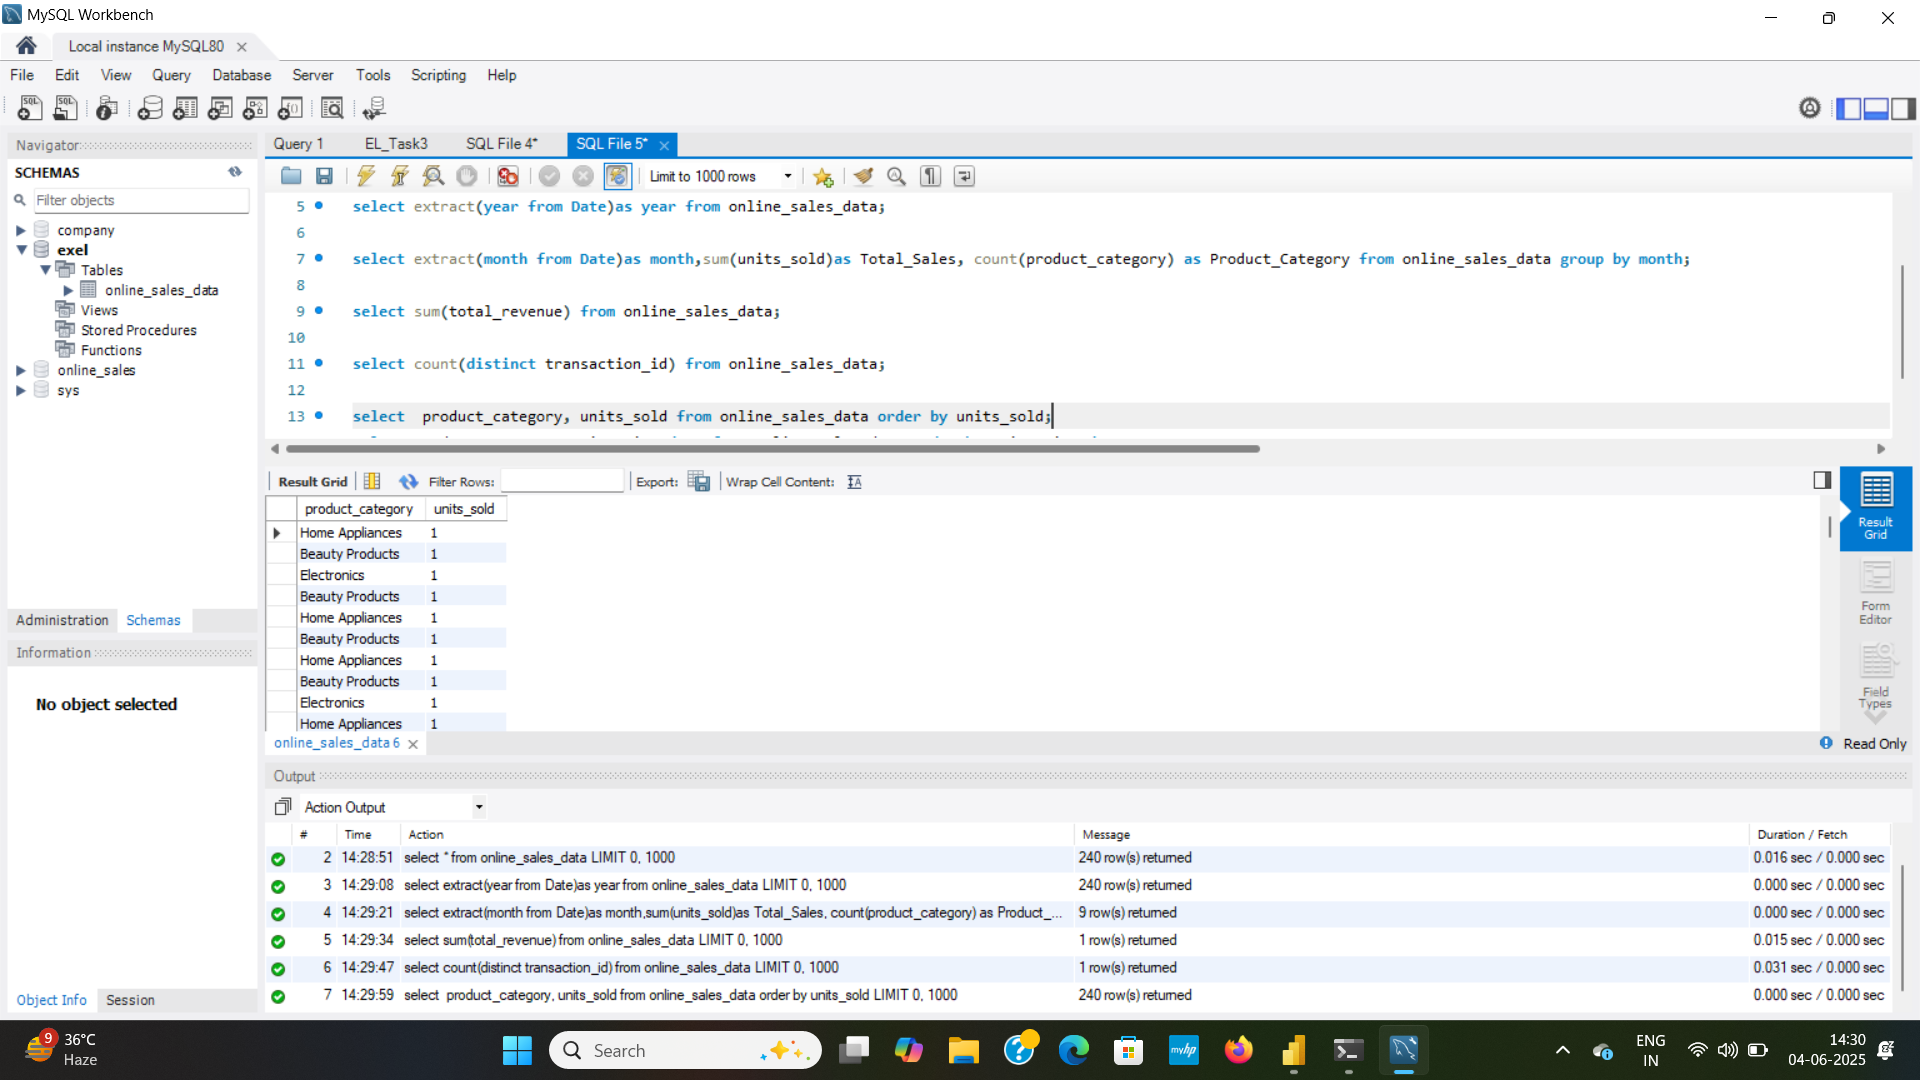 MySQL Workbench
Local instance MySQL80
File Edit View Query Database Server Tools Scripting Help
Navigator
SCHEMAS
Filter objects
company
exel
Tables
online_sales_data
Views
Stored Procedures
Functions
online_sales
sys
Administration Schemas
Information
No object selected
Object Info Session
Query 1 EL_Task3 SQL File 4* SQL File 5*
Limit to 1000 rows
5 select extract(year from Date)as year from online_sales_data;
6
7 select extract(month from Date)as month,sum(units_sold)as Total_Sales, count(product_category) as Product_Category from online_sales_data group by month;
8
9 select sum(total_revenue) from online_sales_data;
10
11 select count(distinct transaction_id) from online_sales_data;
12
13 select  product_category, units_sold from online_sales_data order by units_sold;
Result Grid Filter Rows: Export: Wrap Cell Content:
product_category units_sold
Home Appliances 1
Beauty Products 1
Electronics 1
Beauty Products 1
Home Appliances 1
Beauty Products 1
Home Appliances 1
Beauty Products 1
Electronics 1
Home Appliances 1
Result
Grid
Form
Editor
Field
Types
online_sales_data 6
Read Only
Output
Action Output
# Time Action Message Duration / Fetch
2 14:28:51 select * from online_sales_data LIMIT 0, 1000 240 row(s) returned 0.016 sec / 0.000 sec
3 14:29:08 select extract(year from Date)as year from online_sales_data LIMIT 0, 1000 240 row(s) returned 0.000 sec / 0.000 sec
4 14:29:21 select extract(month from Date)as month,sum(units_sold)as Total_Sales, count(product_category) as Product_... 9 row(s) returned 0.000 sec / 0.000 sec
5 14:29:34 select sum(total_revenue) from online_sales_data LIMIT 0, 1000 1 row(s) returned 0.015 sec / 0.000 sec
6 14:29:47 select count(distinct transaction_id) from online_sales_data LIMIT 0, 1000 1 row(s) returned 0.031 sec / 0.000 sec
7 14:29:59 select  product_category, units_sold from online_sales_data order by units_sold LIMIT 0, 1000 240 row(s) returned 0.000 sec / 0.000 sec
9
36°C
Haze
Search
myhp
ENG
IN
14:30
04-06-2025